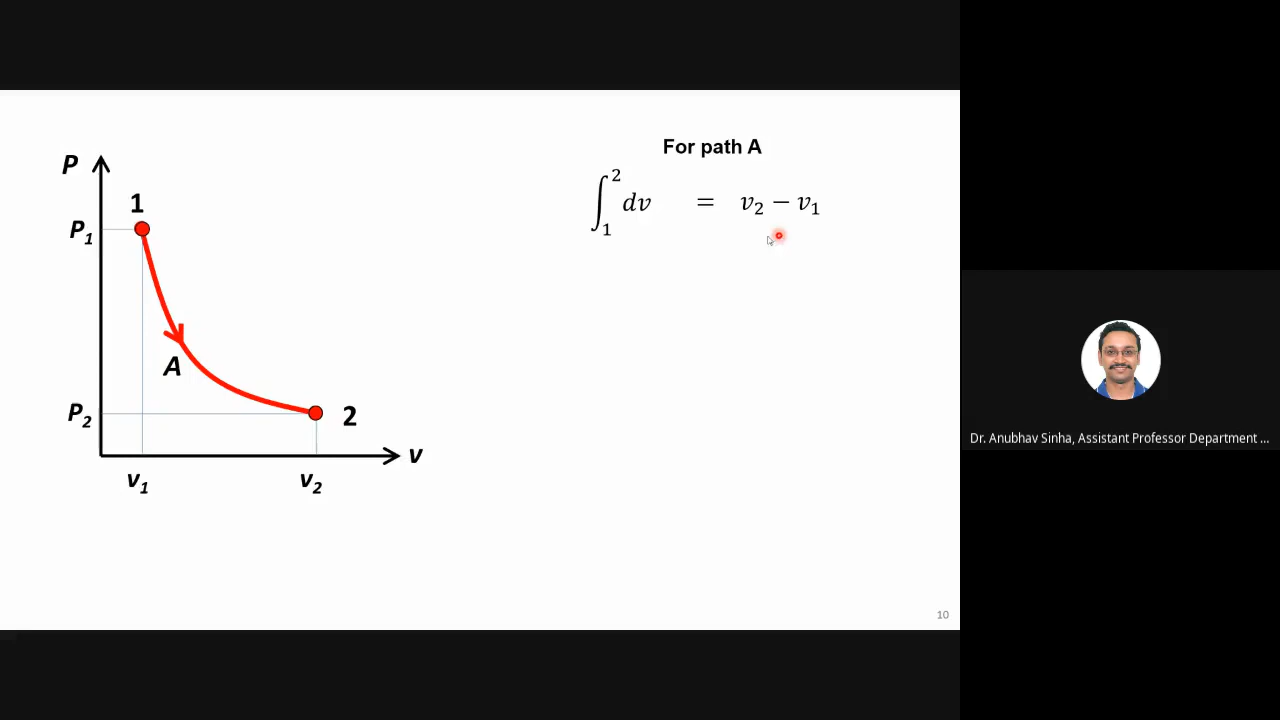 P
1
P1
A
P2
2
v
v1
v2
For path A
∫₁² dv = v₂ − v₁
10
Dr. Anubhav Sinha, Assistant Professor Department ...